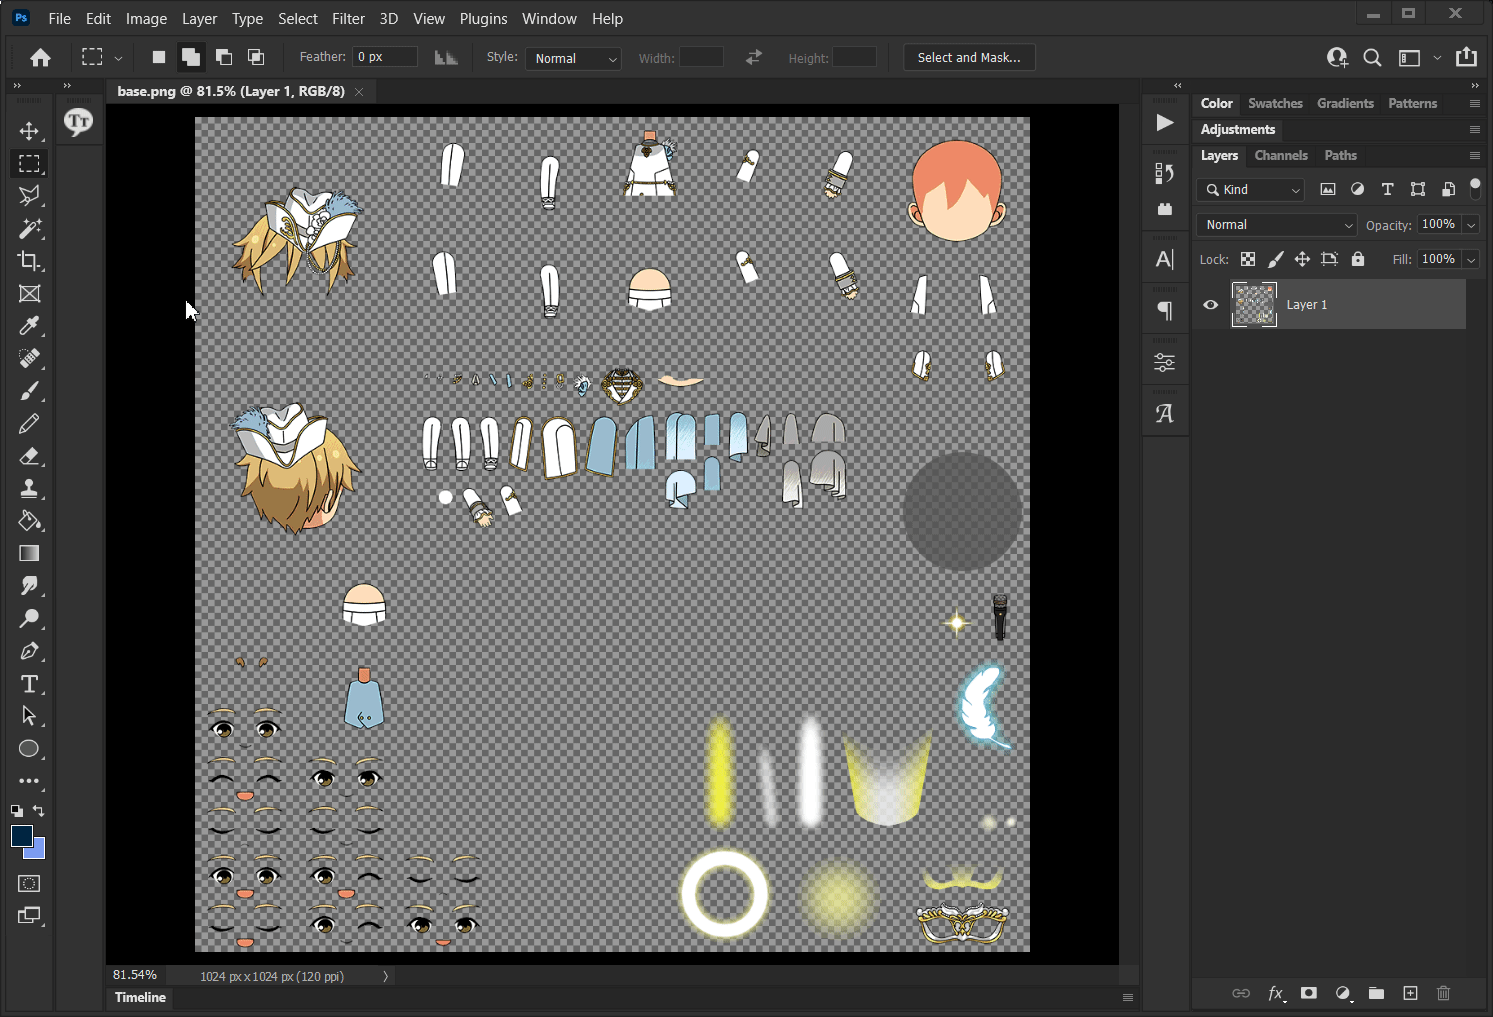 Ps File Edit Image Layer Type Select Filter 3D View Plugins Window Help
Feather: 0 px Style: Normal Width: Height: Select and Mask...
base.png @ 81.5% (Layer 1, RGB/8)
Color Swatches Gradients Patterns
Adjustments
Layers Channels Paths
Kind
Normal Opacity: 100%
Lock: Fill: 100%
Layer 1
81.54% 1024 px x 1024 px (120 ppi)
Timeline